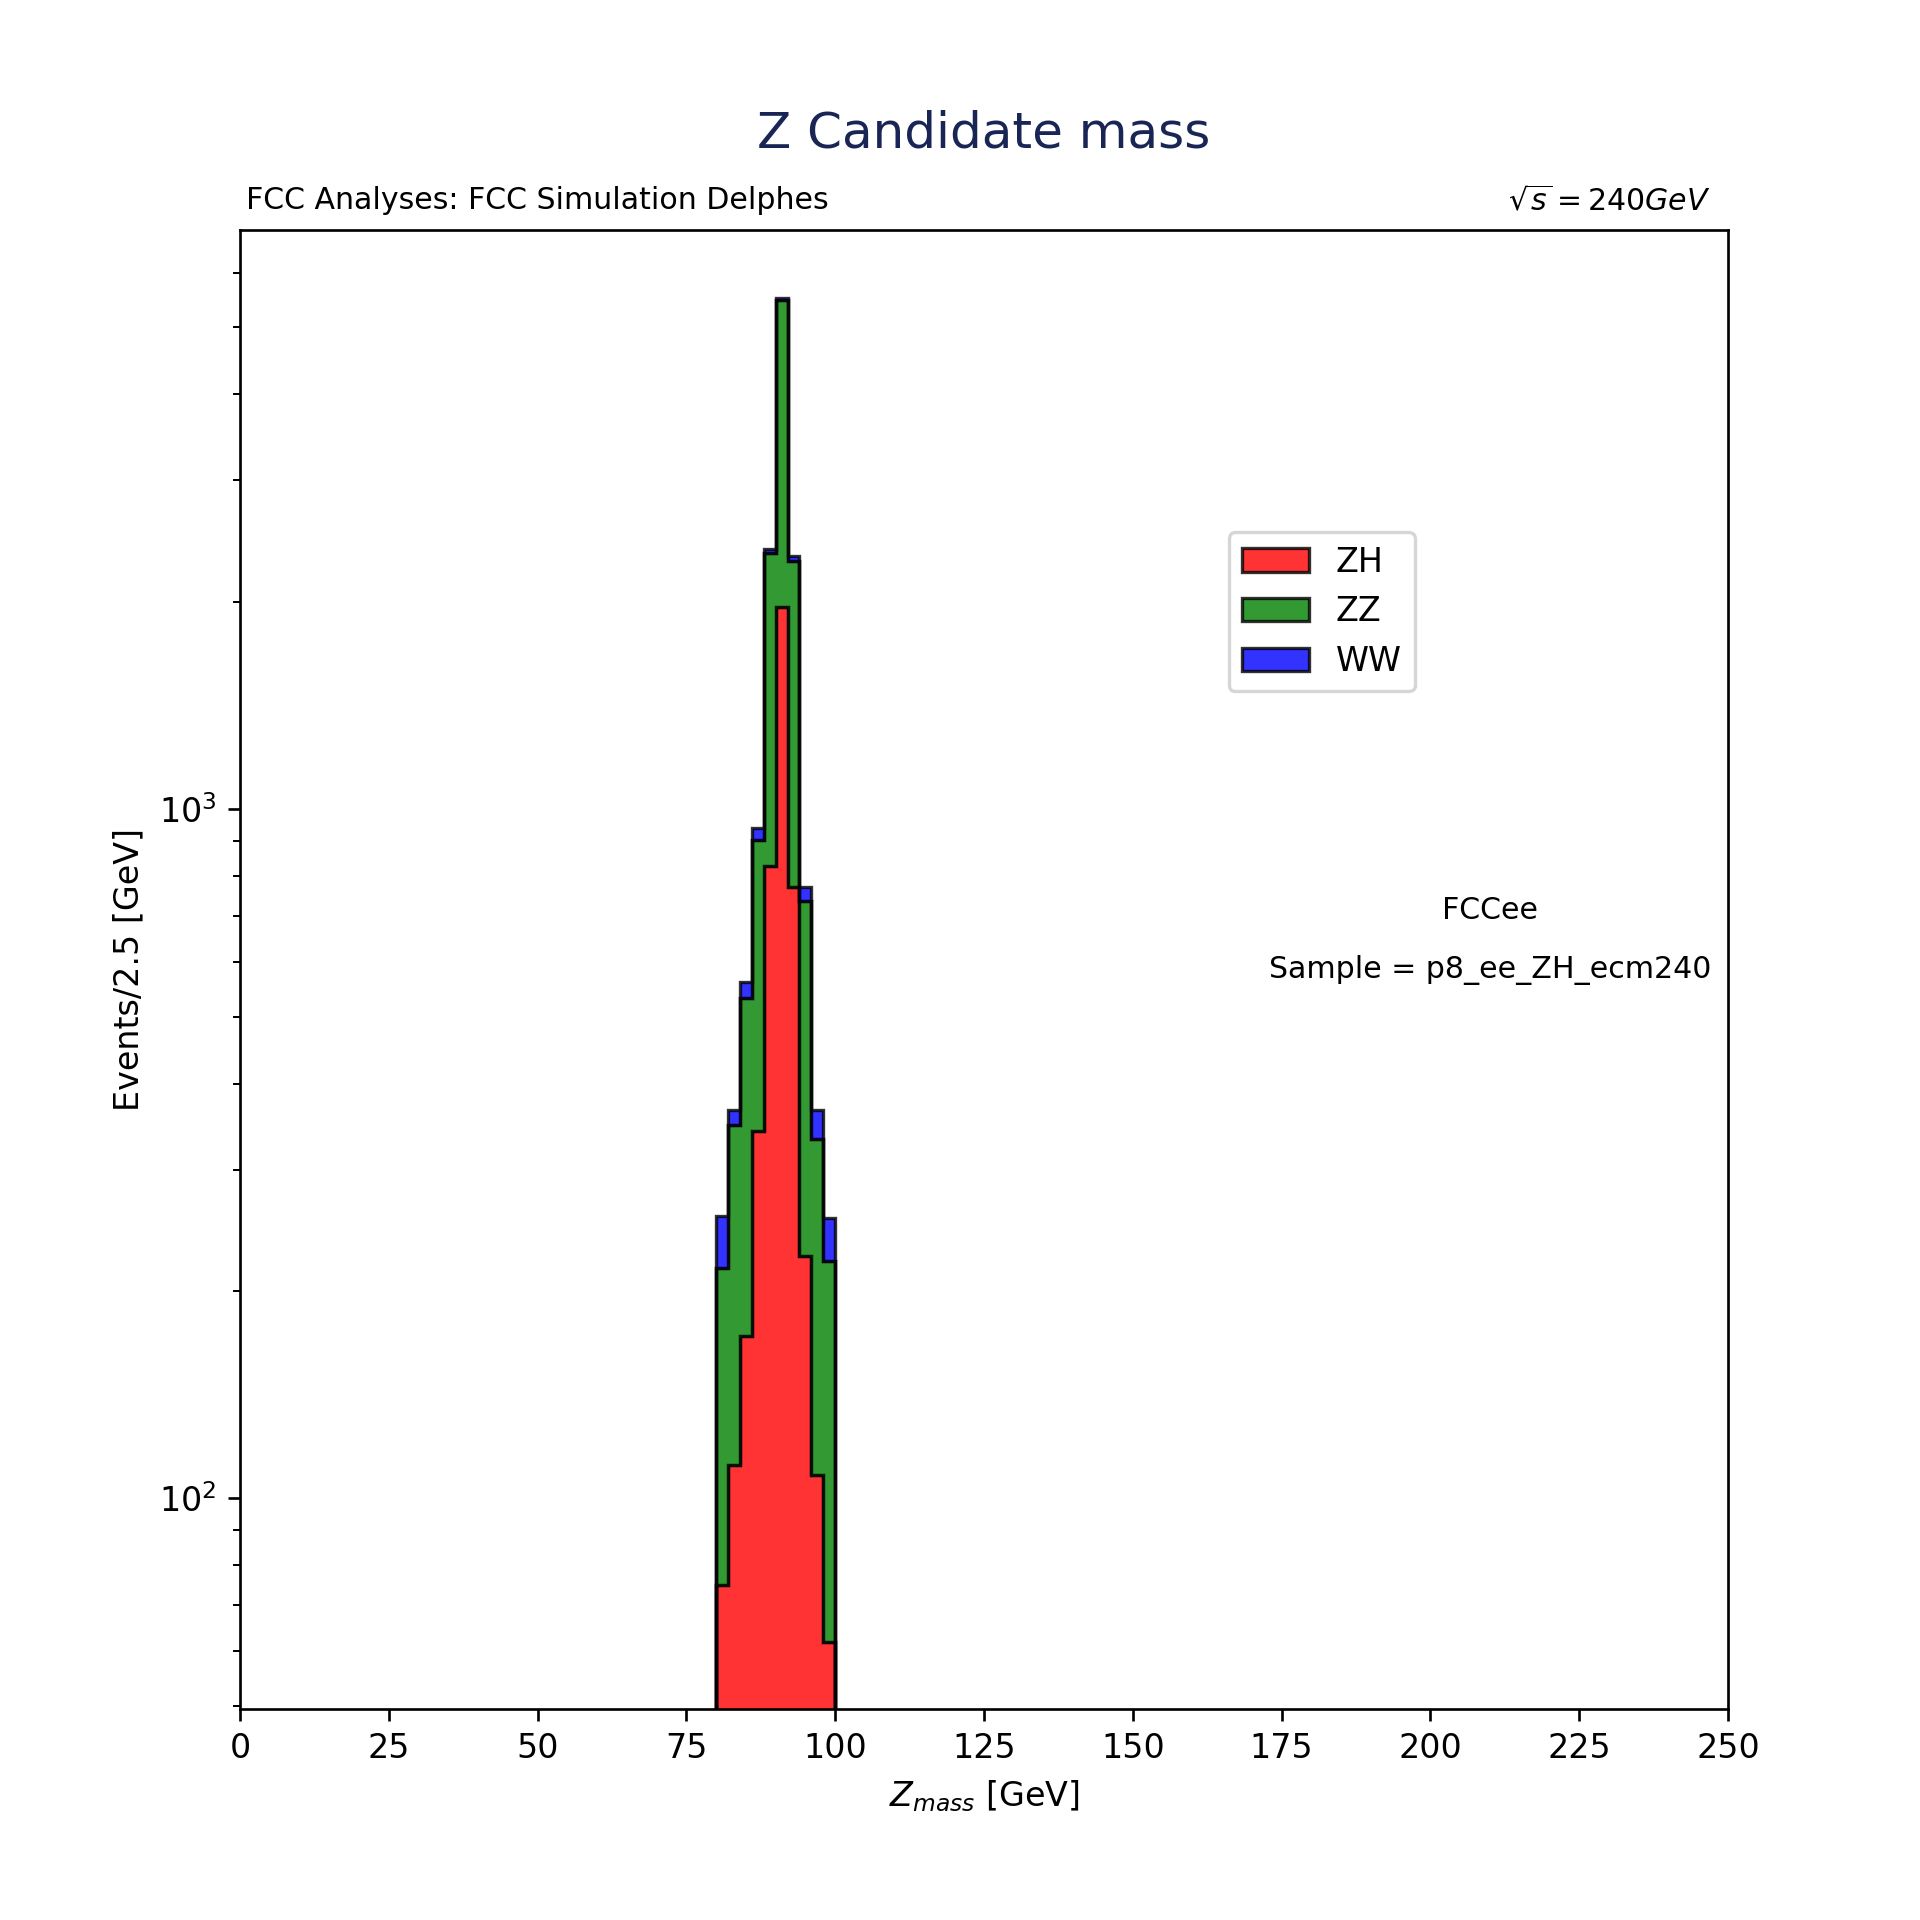 Z Candidate mass
FCC Analyses: FCC Simulation Delphes
√s = 240GeV
ZH
ZZ
WW
10³
FCCee
Sample = p8_ee_ZH_ecm240
Events/2.5 [GeV]
10²
0 25 50 75 100 125 150 175 200 225 250
Z_mass [GeV]